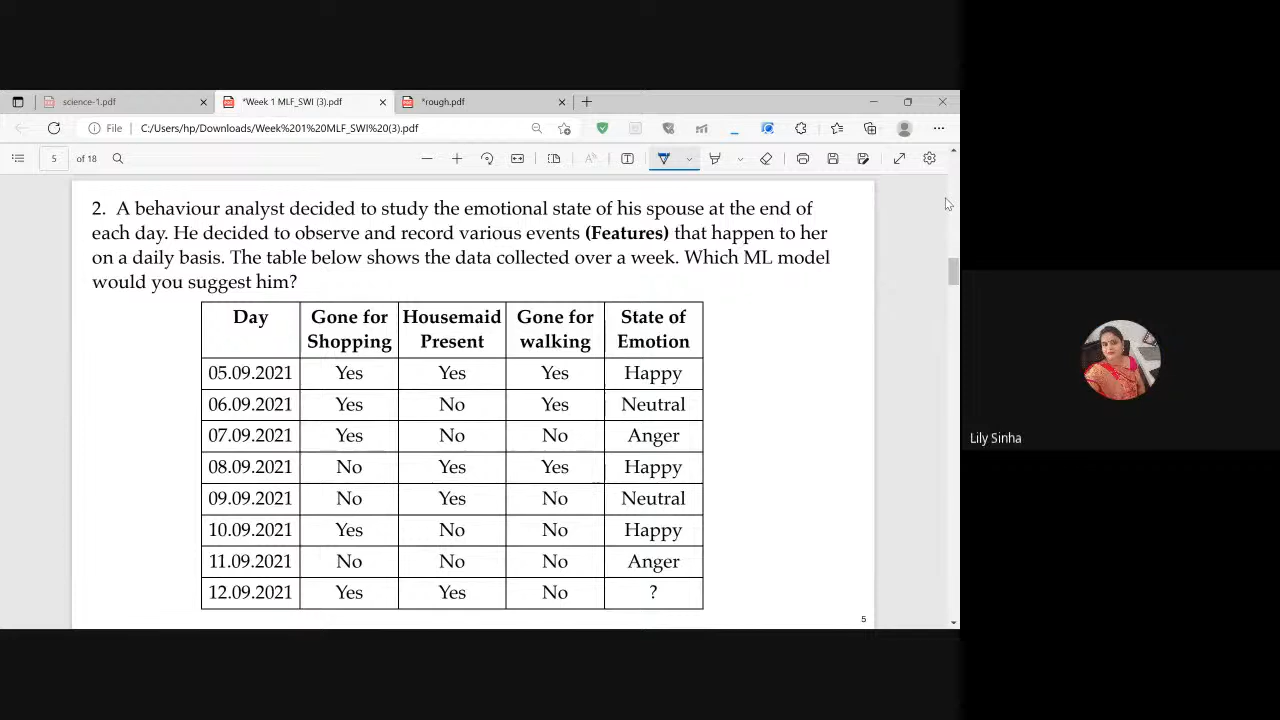 science-1.pdf
*Week 1 MLF_SWI (3).pdf
*rough.pdf
File
C:/Users/hp/Downloads/Week%201%20MLF_SWI%20(3).pdf
5 of 18
2. A behaviour analyst decided to study the emotional state of his spouse at the end of
each day. He decided to observe and record various events (Features) that happen to her
on a daily basis. The table below shows the data collected over a week. Which ML model
would you suggest him?
Day Gone for Shopping Housemaid Present Gone for walking State of Emotion
05.09.2021 Yes Yes Yes Happy
06.09.2021 Yes No Yes Neutral
07.09.2021 Yes No No Anger
08.09.2021 No Yes Yes Happy
09.09.2021 No Yes No Neutral
10.09.2021 Yes No No Happy
11.09.2021 No No No Anger
12.09.2021 Yes Yes No ?
5
Lily Sinha